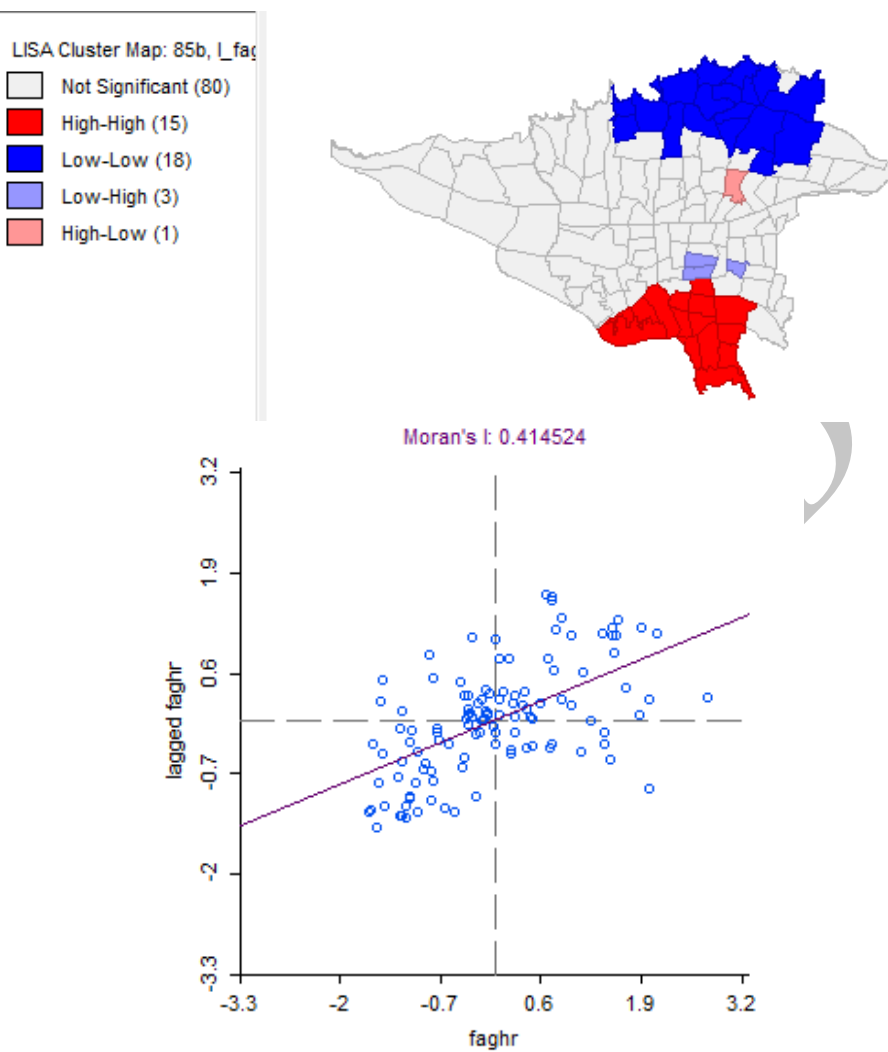 LISA Cluster Map: 85b, I_fag
Not Significant (80)
High-High (15)
Low-Low (18)
Low-High (3)
High-Low (1)
Moran's I: 0.414524
3.2
1.9
0.6
-0.7
-2
-3.3
lagged faghr
-3.3 -2 -0.7 0.6 1.9 3.2
faghr